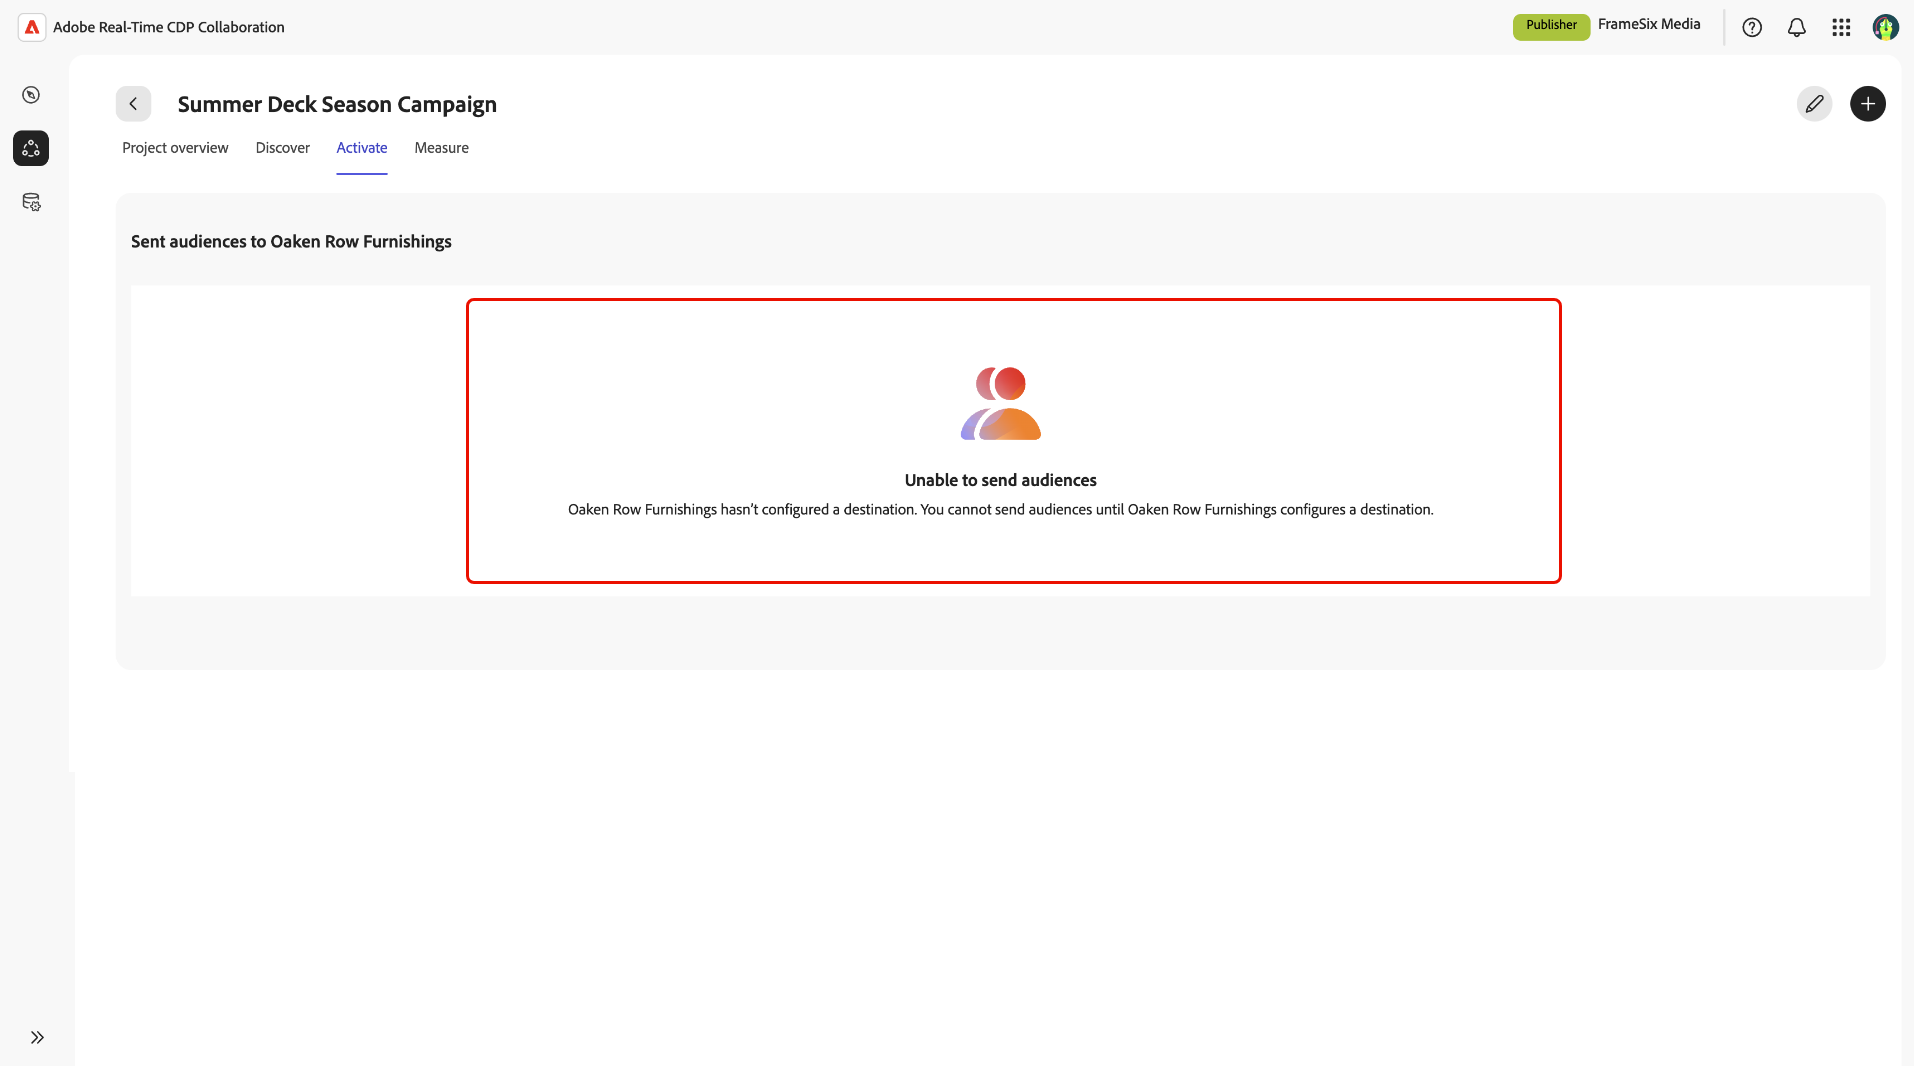 Adobe Real-Time CDP Collaboration
Publisher
FrameSix Media
Summer Deck Season Campaign
Project overview
Discover
Activate
Measure
Sent audiences to Oaken Row Furnishings
Unable to send audiences
Oaken Row Furnishings hasn’t configured a destination. You cannot send audiences until Oaken Row Furnishings configures a destination.